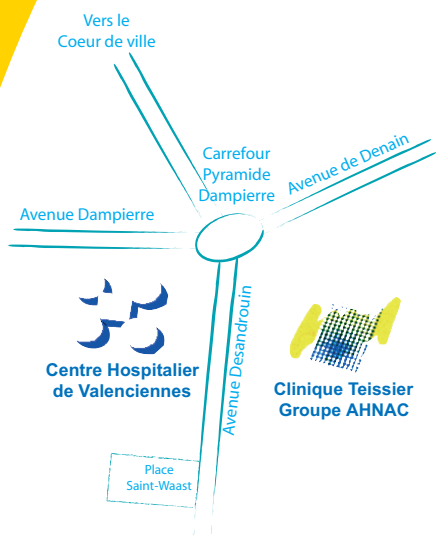 Vers le
Coeur de ville
Carrefour
Pyramide
Dampierre
Avenue de Denain
Avenue Dampierre
Avenue Desandrouin
Centre Hospitalier
de Valenciennes
Clinique Teissier
Groupe AHNAC
Place
Saint-Waast